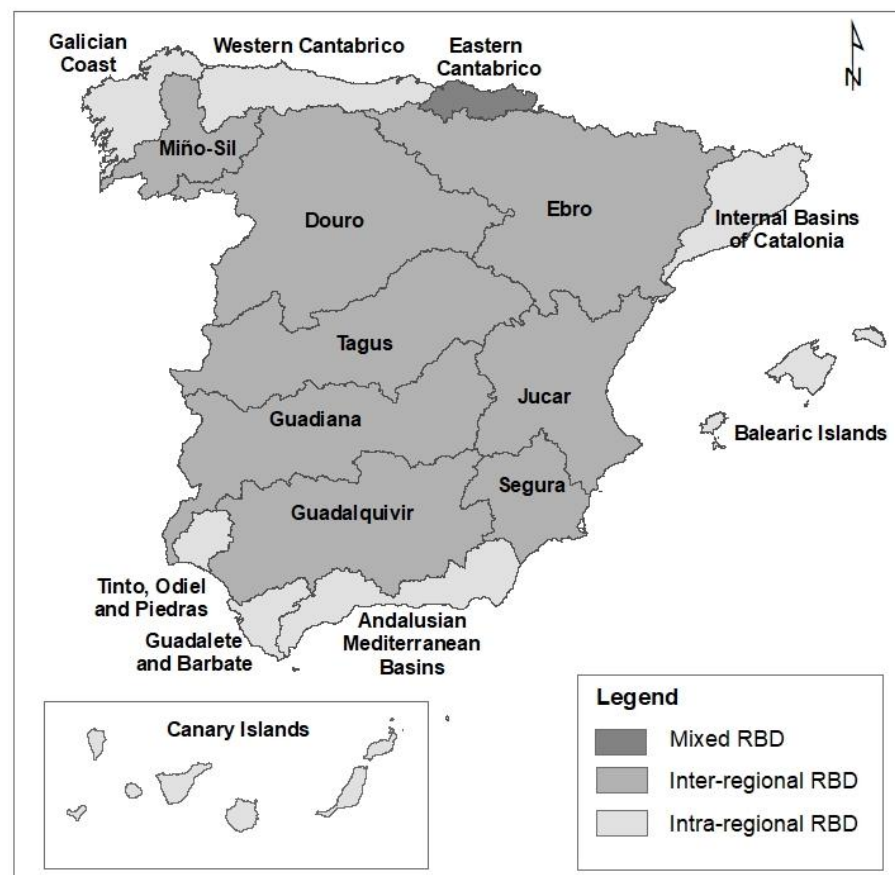 Galician
Coast
Western Cantabrico
Eastern
Cantabrico
N
Miño-Sil
Douro
Ebro
Internal Basins
of Catalonia
Tagus
Jucar
Guadiana
Balearic Islands
Segura
Guadalquivir
Tinto, Odiel
and Piedras
Guadalete
and Barbate
Andalusian
Mediterranean
Basins
Canary Islands
Legend
Mixed RBD
Inter-regional RBD
Intra-regional RBD